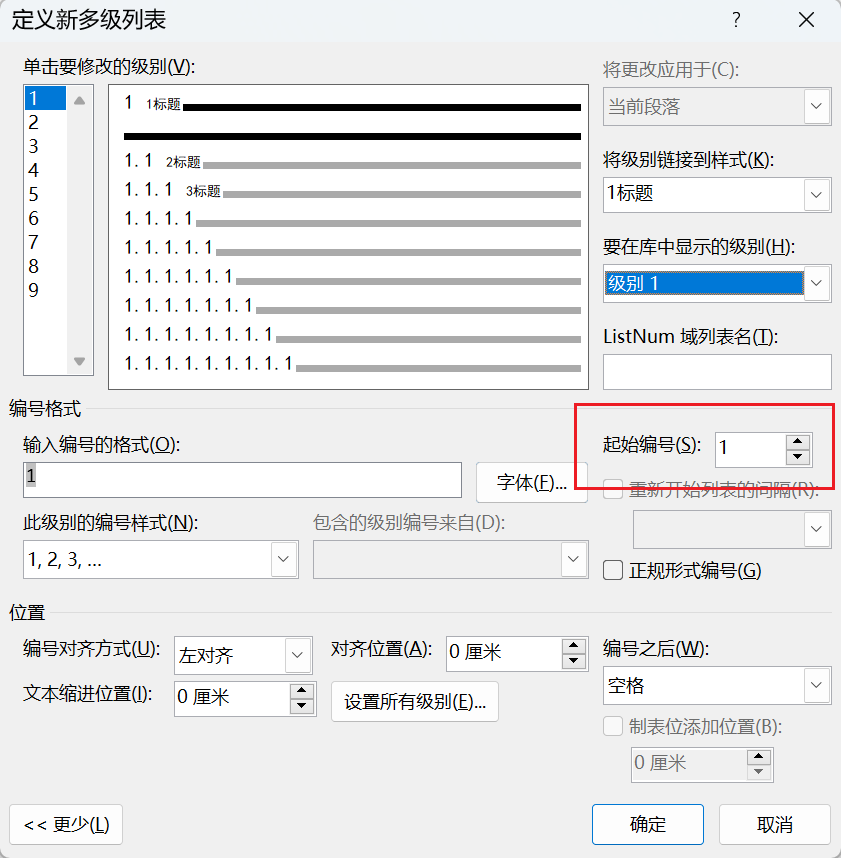 定义新多级列表 ?
单击要修改的级别(V):
1
2
3
4
5
6
7
8
9
1 1标题
1.1 2标题
1.1.1 3标题
1.1.1.1
1.1.1.1.1
1.1.1.1.1.1
1.1.1.1.1.1.1
1.1.1.1.1.1.1.1
1.1.1.1.1.1.1.1.1
将更改应用于(C):
当前段落
将级别链接到样式(K):
1标题
要在库中显示的级别(H):
级别 1
ListNum 域列表名(T):
编号格式
输入编号的格式(O):
1
字体(F)...
起始编号(S): 1
重新开始列表的间隔(R):
此级别的编号样式(N):
1, 2, 3, ...
包含的级别编号来自(D):
正规形式编号(G)
位置
编号对齐方式(U): 左对齐
对齐位置(A): 0 厘米
文本缩进位置(I): 0 厘米
设置所有级别(E)...
编号之后(W):
空格
制表位添加位置(B):
0 厘米
<< 更少(L)
确定
取消